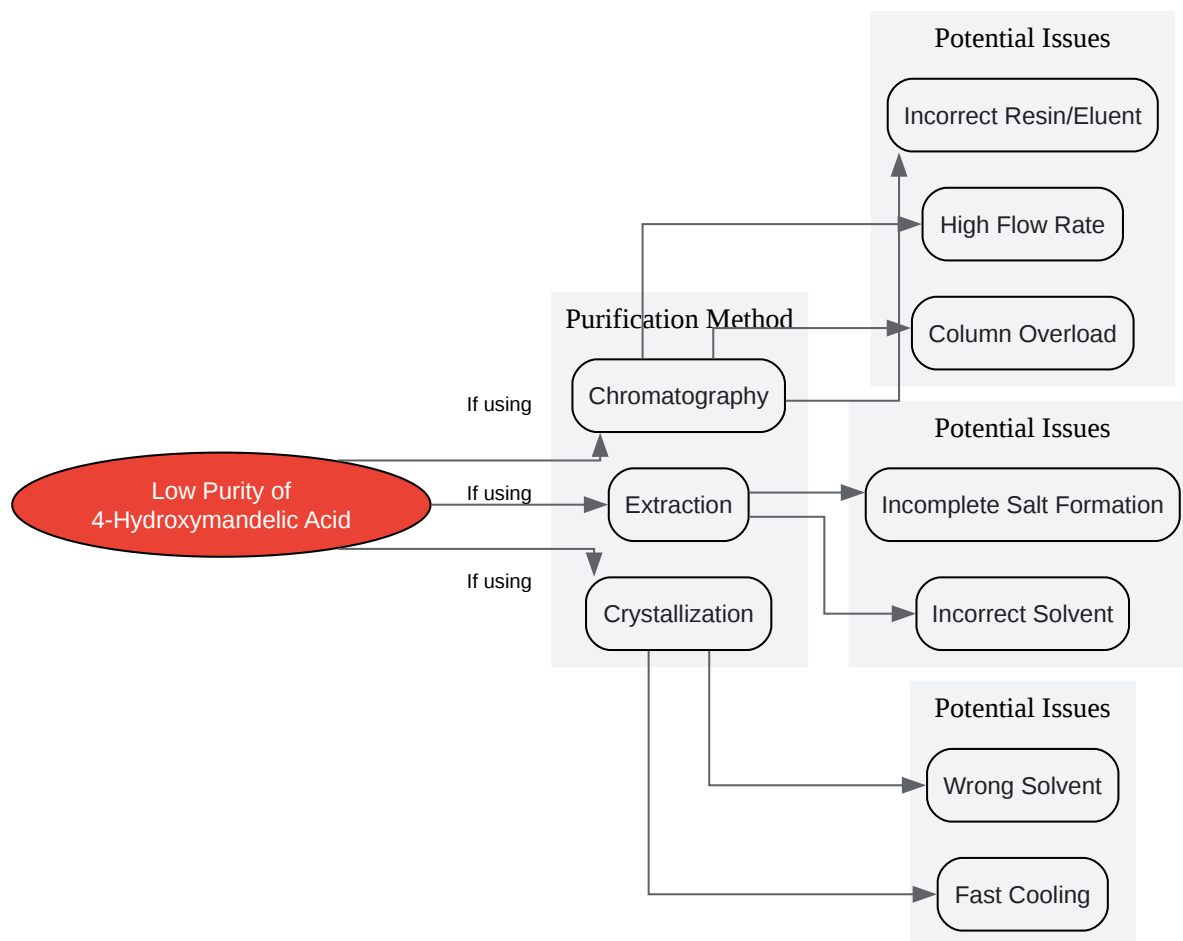 Potential Issues
Incorrect Resin/Eluent
High Flow Rate
Column Overload
Purification Method
Chromatography
Extraction
Crystallization
If using
If using
If using
Low Purity of
4-Hydroxymandelic Acid
Potential Issues
Incomplete Salt Formation
Incorrect Solvent
Potential Issues
Wrong Solvent
Fast Cooling